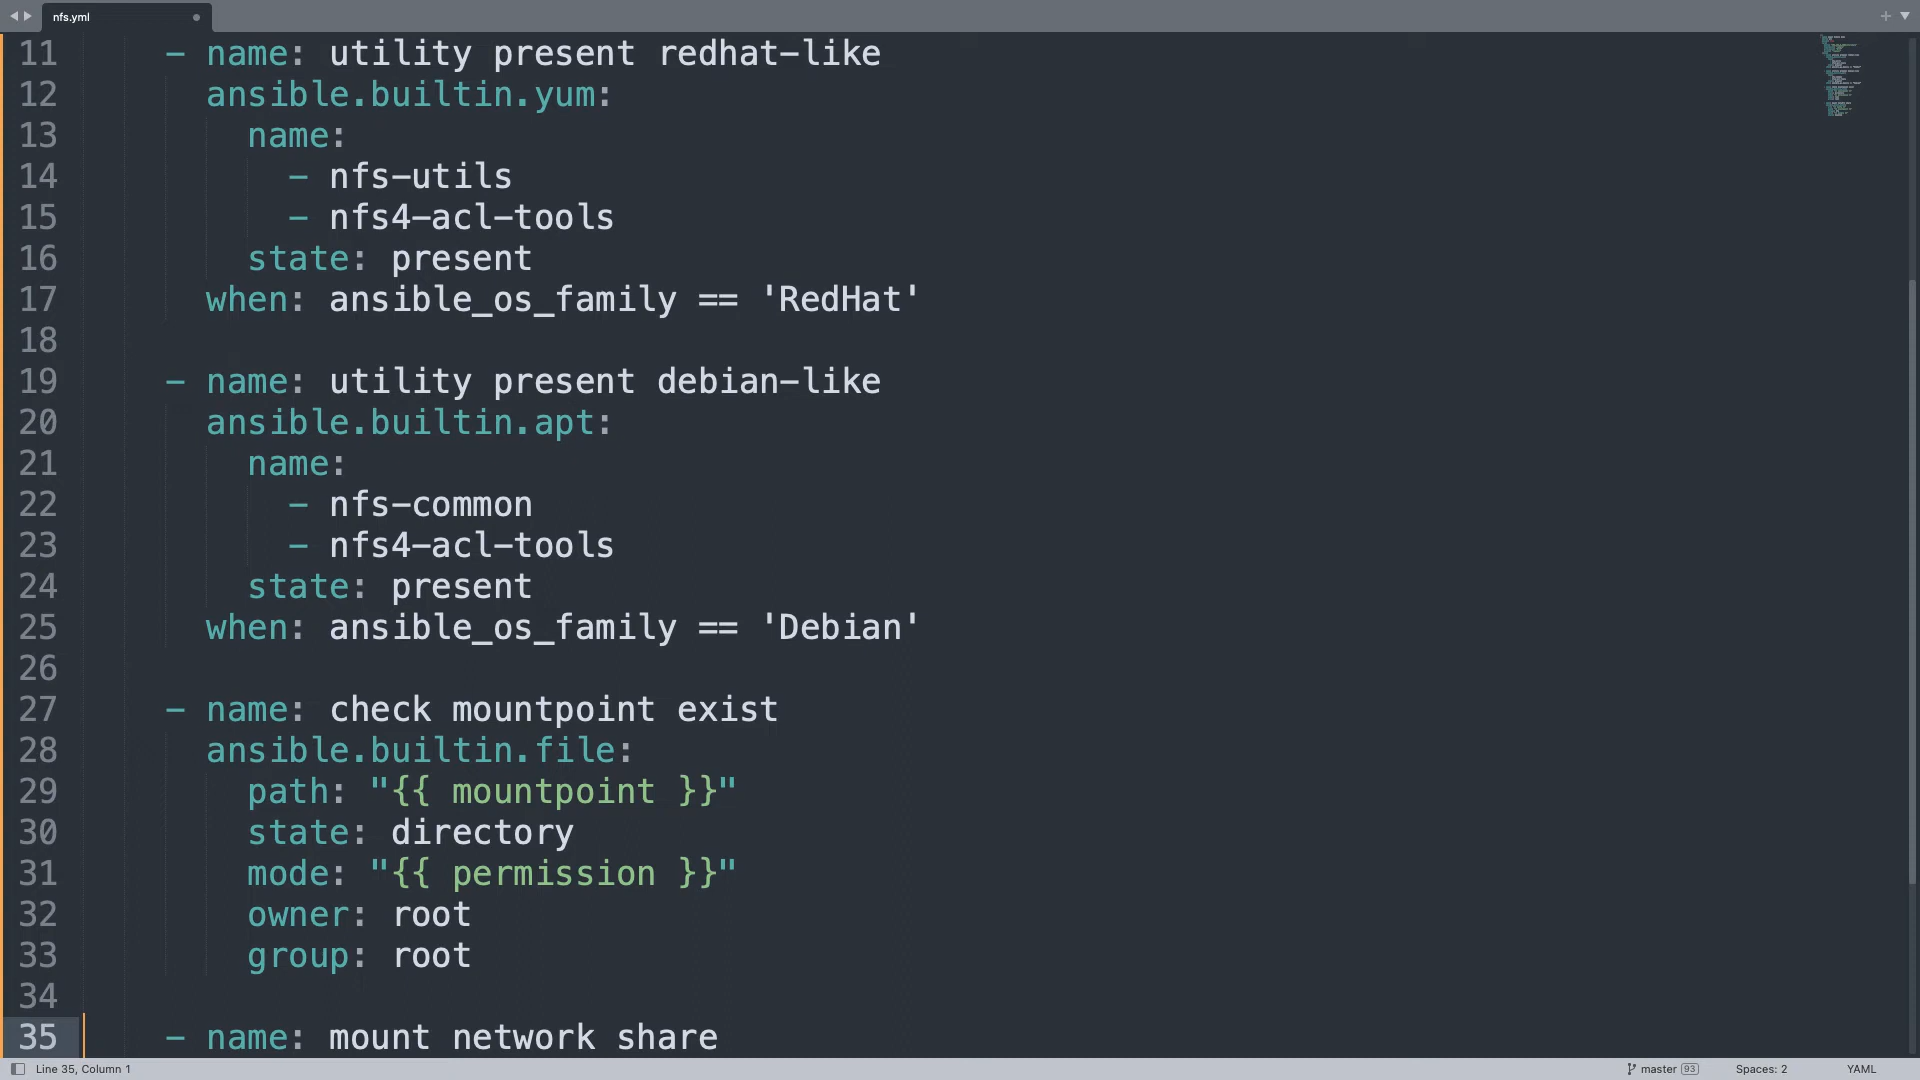 nfs.yml
11 - name: utility present redhat-like
12 ansible.builtin.yum:
13 name:
14 - nfs-utils
15 - nfs4-acl-tools
16 state: present
17 when: ansible_os_family == 'RedHat'
18
19 - name: utility present debian-like
20 ansible.builtin.apt:
21 name:
22 - nfs-common
23 - nfs4-acl-tools
24 state: present
25 when: ansible_os_family == 'Debian'
26
27 - name: check mountpoint exist
28 ansible.builtin.file:
29 path: "{{ mountpoint }}"
30 state: directory
31 mode: "{{ permission }}"
32 owner: root
33 group: root
34
35 - name: mount network share
Line 35, Column 1 master 93 Spaces: 2 YAML